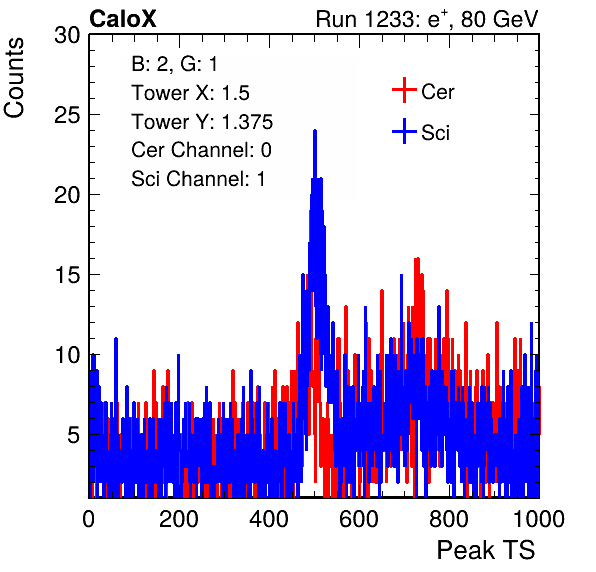 CaloX
Run 1233: e⁺, 80 GeV
Counts
30
25
20
15
10
5
B: 2, G: 1
Tower X: 1.5
Tower Y: 1.375
Cer Channel: 0
Sci Channel: 1
Cer
Sci
0 200 400 600 800 1000
Peak TS